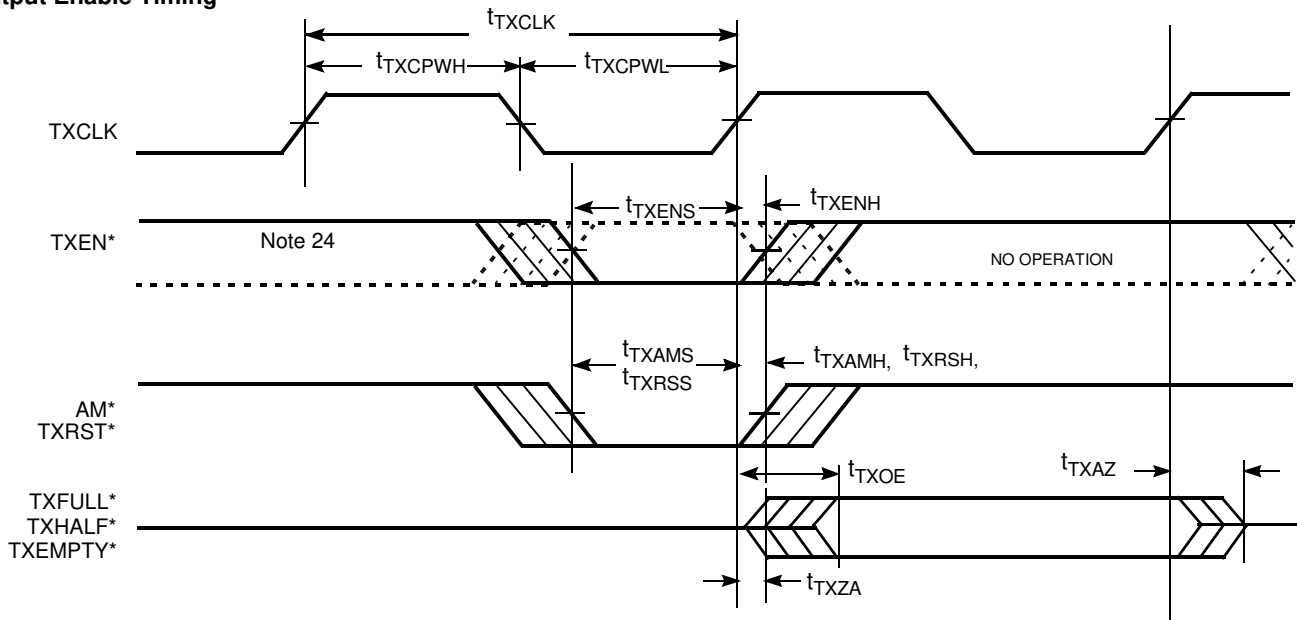 Enable Timing
tTXCLK
tTXCPWH
tTXCPWL
TXCLK
tTXENS
tTXENH
TXEN*
Note 24
NO OPERATION
tTXAMS
tTXRSS
tTXAMH, tTXRSH,
AM*
TXRST*
tTXOE
tTXAZ
TXFULL*
TXHALF*
TXEMPTY*
tTXZA